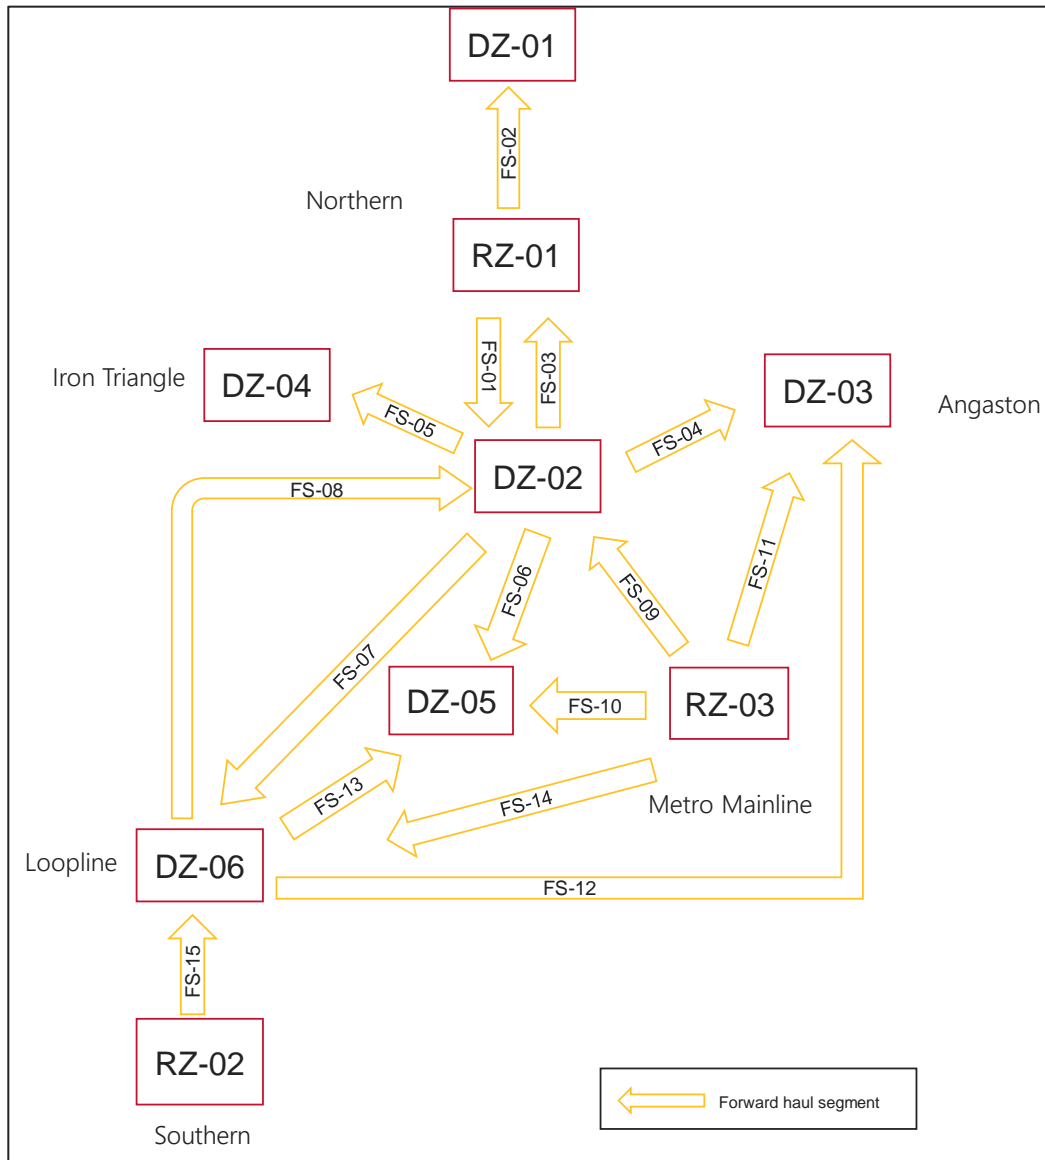 DZ-01
FS-02
Northern
RZ-01
FS-01
FS-03
Iron Triangle
DZ-04
DZ-03
Angaston
FS-05
FS-04
DZ-02
FS-08
FS-11
FS-06
FS-09
FS-07
DZ-05
RZ-03
FS-10
FS-13
FS-14
Metro Mainline
Loopline
DZ-06
FS-12
FS-15
RZ-02
Forward haul segment
Southern